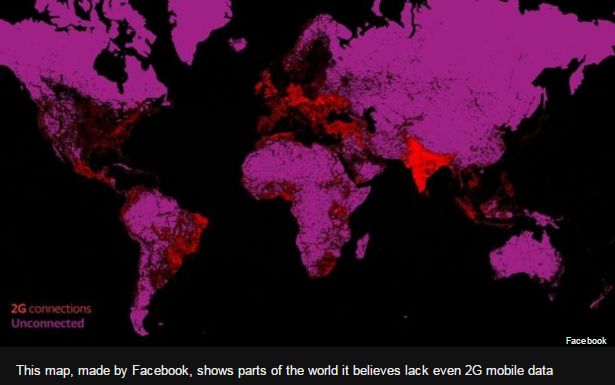 2G connections
Unconnected
Facebook
This map, made by Facebook, shows parts of the world it believes lack even 2G mobile data